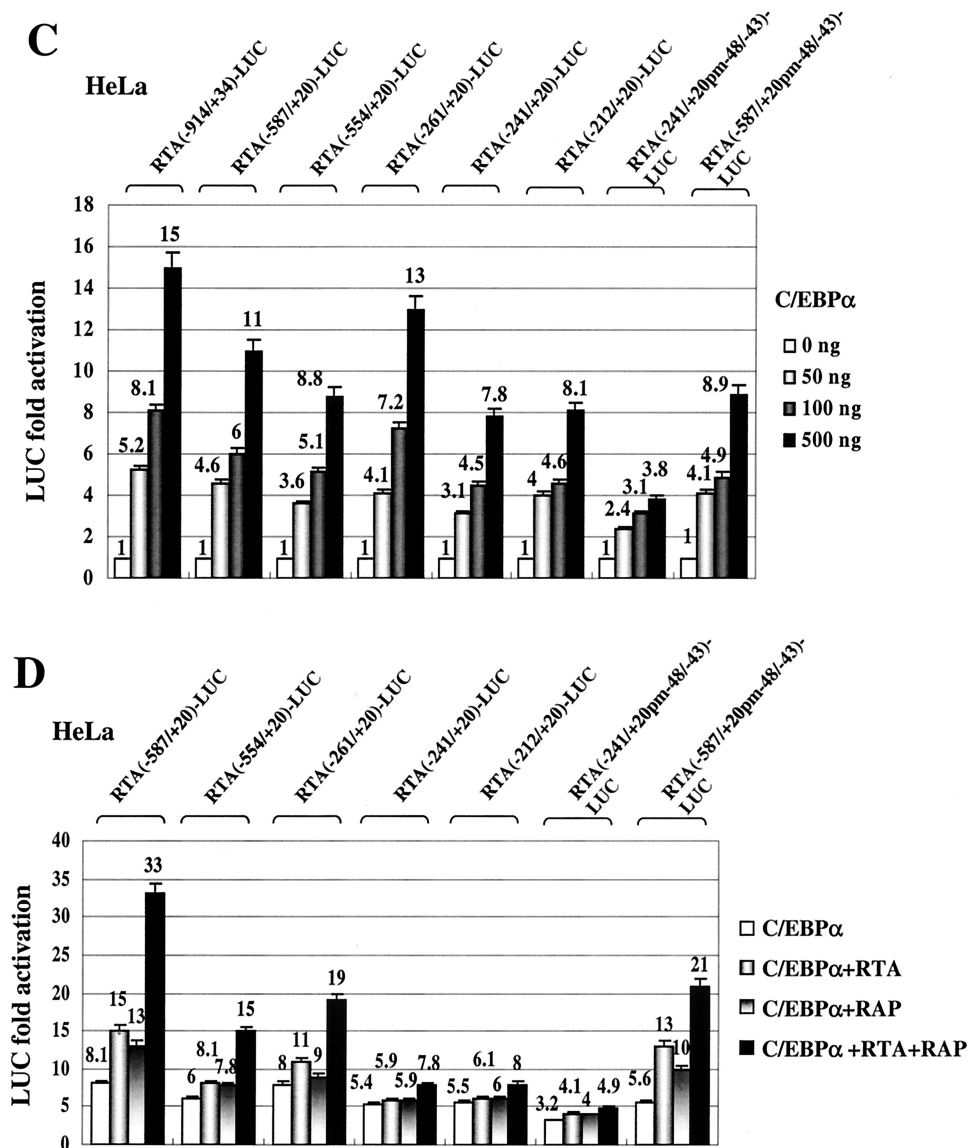 C
HeLa
RTA(-914/+34)-LUC
RTA(-587/+20)-LUC
RTA(-554/+20)-LUC
RTA(-261/+20)-LUC
RTA(-241/+20)-LUC
RTA(-212/+20)-LUC
RTA(-241/+20pm-48/-43)-
LUC
RTA(-587/+20pm-48/-43)-
LUC
LUC fold activation
18
16
14
12
10
8
6
4
2
0
1 5.2 8.1 15
1 4.6 6 11
1 3.6 5.1 8.8
1 4.1 7.2 13
1 3.1 4.5 7.8
1 4 4.6 8.1
1 2.4 3.1 3.8
1 4.1 4.9 8.9
C/EBPα
0 ng
50 ng
100 ng
500 ng
D
HeLa
RTA(-587/+20)-LUC
RTA(-554/+20)-LUC
RTA(-261/+20)-LUC
RTA(-241/+20)-LUC
RTA(-212/+20)-LUC
RTA(-241/+20pm-48/-43)-
LUC
RTA(-587/+20pm-48/-43)-
LUC
LUC fold activation
40
35
30
25
20
15
10
5
0
8.1 15 13 33
6 8.1 7.8 15
8 11 9 19
5.4 5.9 5.9 7.8
5.5 6.1 6 8
3.2 4.1 4 4.9
5.6 13 10 21
C/EBPα
C/EBPα+RTA
C/EBPα+RAP
C/EBPα +RTA+RAP